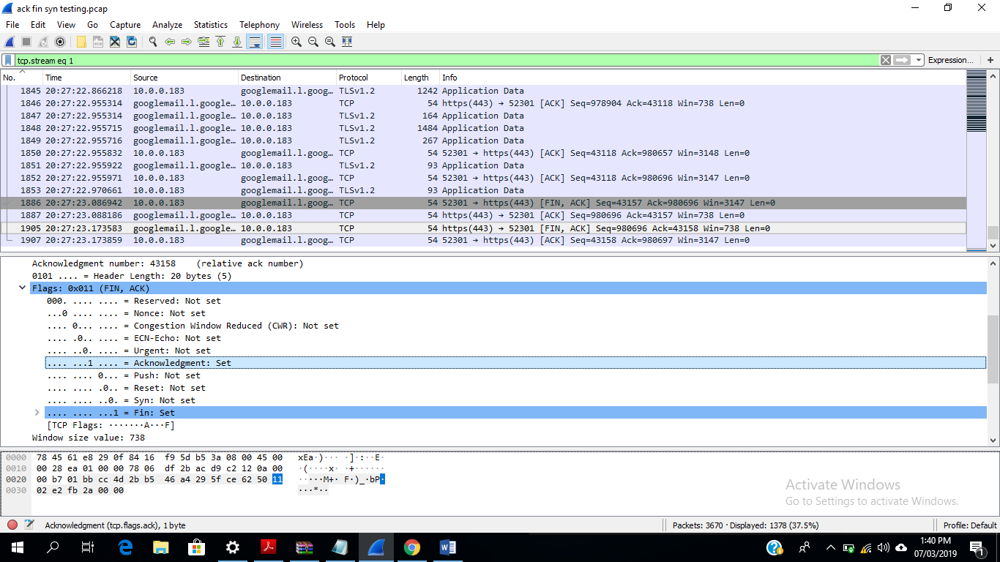 ack fin syn testing.pcap
File Edit View Go Capture Analyze Statistics Telephony Wireless Tools Help
tcp.stream eq 1 Expression... +
No. Time Source Destination Protocol Length Info
1845 20:27:22.866218 10.0.0.183 googlemail.l.goog… TLSv1.2 1242 Application Data
1846 20:27:22.955314 googlemail.l.google… 10.0.0.183 TCP 54 https(443) → 52301 [ACK] Seq=978904 Ack=43118 Win=738 Len=0
1847 20:27:22.955314 googlemail.l.google… 10.0.0.183 TLSv1.2 164 Application Data
1848 20:27:22.955715 googlemail.l.google… 10.0.0.183 TLSv1.2 1484 Application Data
1849 20:27:22.955716 googlemail.l.google… 10.0.0.183 TLSv1.2 267 Application Data
1850 20:27:22.955832 10.0.0.183 googlemail.l.goog… TCP 54 52301 → https(443) [ACK] Seq=43118 Ack=980657 Win=3148 Len=0
1851 20:27:22.955922 googlemail.l.google… 10.0.0.183 TLSv1.2 93 Application Data
1852 20:27:22.955971 10.0.0.183 googlemail.l.goog… TCP 54 52301 → https(443) [ACK] Seq=43118 Ack=980696 Win=3147 Len=0
1853 20:27:22.970661 10.0.0.183 googlemail.l.goog… TLSv1.2 93 Application Data
1886 20:27:23.086942 10.0.0.183 googlemail.l.goog… TCP 54 52301 → https(443) [FIN, ACK] Seq=43157 Ack=980696 Win=3147 Len=0
1887 20:27:23.088186 googlemail.l.google… 10.0.0.183 TCP 54 https(443) → 52301 [ACK] Seq=980696 Ack=43157 Win=738 Len=0
1905 20:27:23.173583 googlemail.l.google… 10.0.0.183 TCP 54 https(443) → 52301 [FIN, ACK] Seq=980696 Ack=43158 Win=738 Len=0
1907 20:27:23.173859 10.0.0.183 googlemail.l.goog… TCP 54 52301 → https(443) [ACK] Seq=43158 Ack=980697 Win=3147 Len=0
Acknowledgment number: 43158 (relative ack number)
0101 .... = Header Length: 20 bytes (5)
Flags: 0x011 (FIN, ACK)
000. .... .... = Reserved: Not set
...0 .... .... = Nonce: Not set
.... 0... .... = Congestion Window Reduced (CWR): Not set
.... .0.. .... = ECN-Echo: Not set
.... ..0. .... = Urgent: Not set
.... ...1 .... = Acknowledgment: Set
.... .... 0... = Push: Not set
.... .... .0.. = Reset: Not set
.... .... ..0. = Syn: Not set
.... .... ...1 = Fin: Set
[TCP Flags: ·······A···F]
Window size value: 738
0000 78 45 61 e8 29 0f 84 16 f9 5d b5 3a 08 00 45 00 xEa·)··· ·]·:··E·
0010 00 28 ea 01 00 00 78 06 df 2b ac d9 c2 12 0a 00 ·(····x· ·+······
0020 00 b7 01 bb cc 4d 2b b5 46 a4 29 5f ce 62 50 11 ·····M+· F·)_·bP·
0030 02 e2 fb 2a 00 00 ···*··
Activate Windows
Go to Settings to activate Windows.
Acknowledgment (tcp.flags.ack), 1 byte Packets: 3670 · Displayed: 1378 (37.5%) Profile: Default
1:40 PM
07/03/2019
1